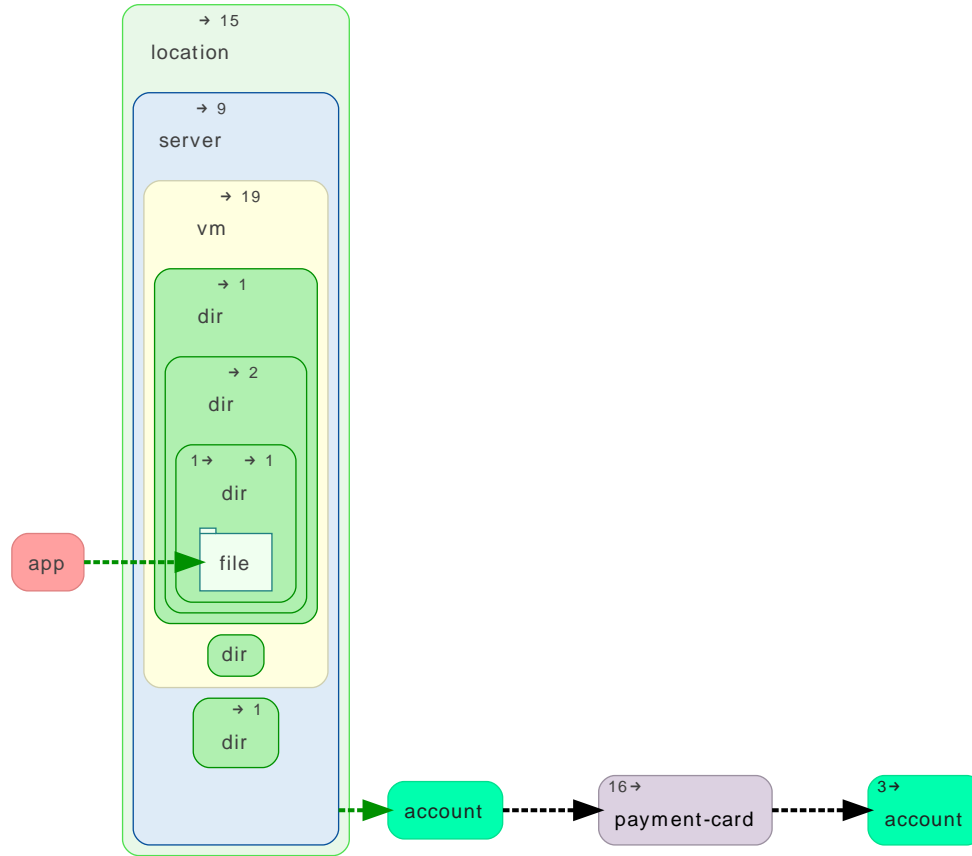 → 15
location
→ 9
server
→ 19
vm
→ 1
dir
→ 2
dir
1→ → 1
dir
app
file
dir
→ 1
dir
account
16→
payment-card
3→
account